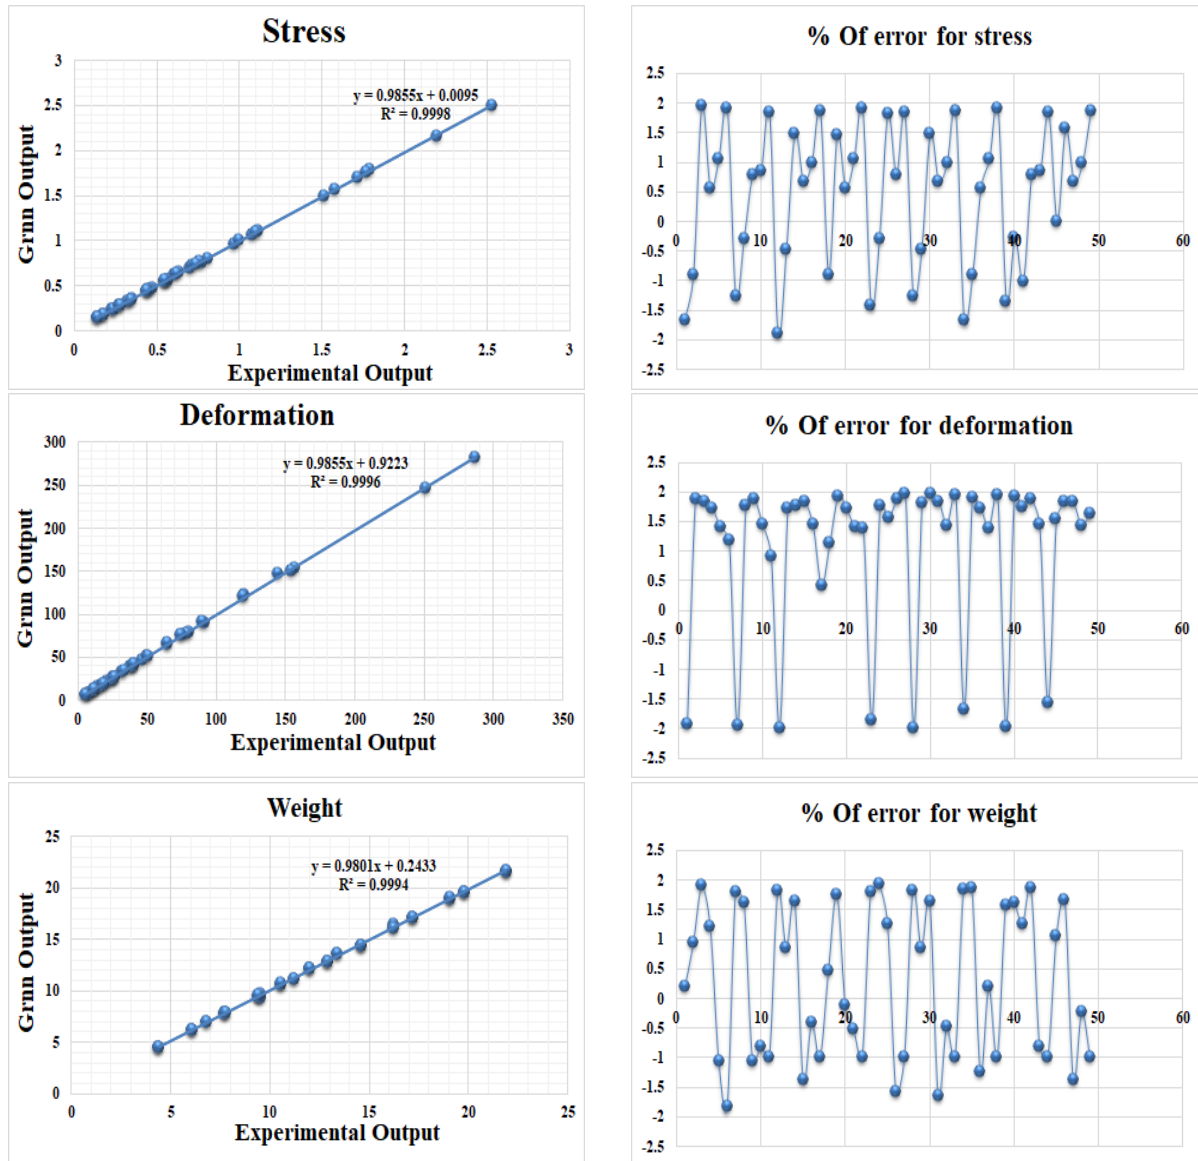 Stress
y = 0.9855x + 0.0095
R² = 0.9998
Grnn Output
3
2.5
2
1.5
1
0.5
0
0 0.5 1 1.5 2 2.5 3
Experimental Output
% Of error for stress
2.5
2
1.5
1
0.5
0
-0.5
-1
-1.5
-2
-2.5
0 10 20 30 40 50 60
Deformation
y = 0.9855x + 0.9223
R² = 0.9996
Grnn Output
300
250
200
150
100
50
0
0 50 100 150 200 250 300 350
Experimental Output
% Of error for deformation
2.5
2
1.5
1
0.5
0
-0.5
-1
-1.5
-2
-2.5
0 10 20 30 40 50 60
Weight
y = 0.9801x + 0.2433
R² = 0.9994
Grnn Output
25
20
15
10
5
0
0 5 10 15 20 25
Experimental Output
% Of error for weight
2.5
2
1.5
1
0.5
0
-0.5
-1
-1.5
-2
-2.5
0 10 20 30 40 50 60